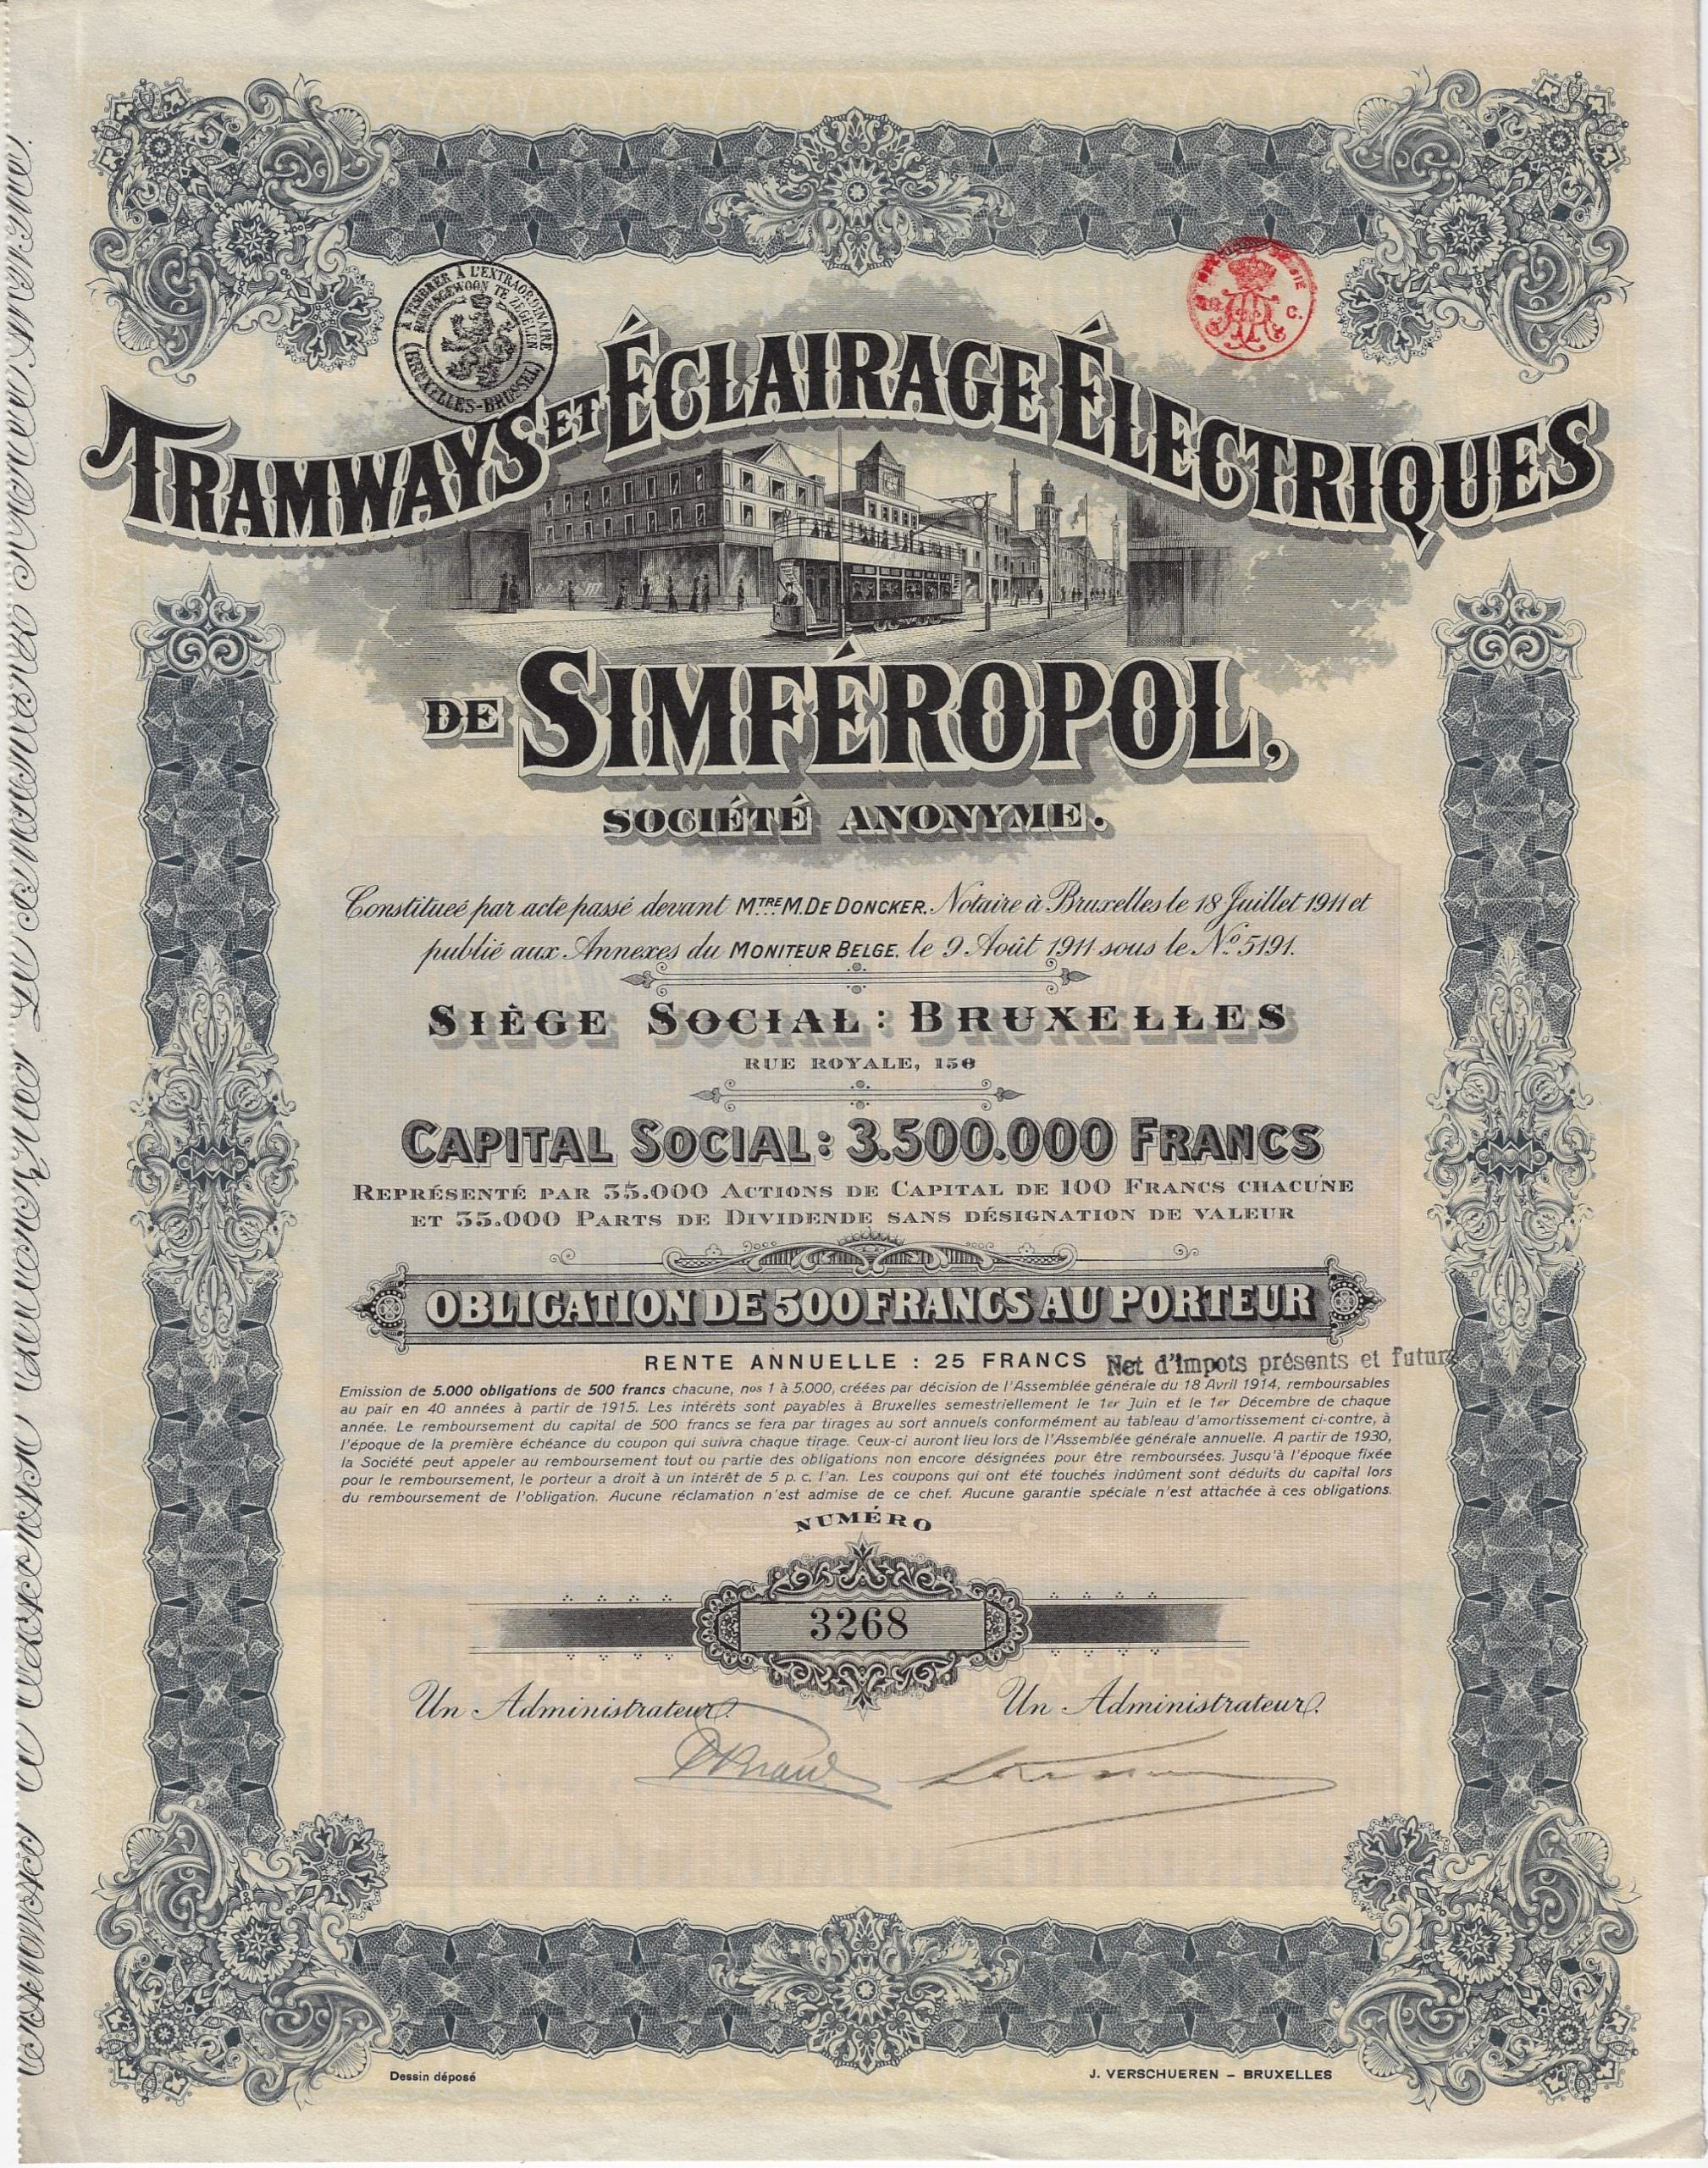 À TIMBRER À L'EXTRAORDINAIRE
BUITENGEWOON TE ZEGELEN
(BRUXELLES-BRUSSEL)
C.
TRAMWAYS ET ÉCLAIRAGE ÉLECTRIQUES
DE SIMFÉROPOL,
SOCIÉTÉ ANONYME.
Constituée par acte passé devant MTRE M. DE DONCKER. Notaire à Bruxelles le 18 Juillet 1911 et
publié aux Annexes du MONITEUR BELGE, le 9 Août 1911 sous le No. 5191.
SIÈGE SOCIAL : BRUXELLES
RUE ROYALE, 150
CAPITAL SOCIAL : 3.500.000 FRANCS
REPRÉSENTÉ PAR 35.000 ACTIONS DE CAPITAL DE 100 FRANCS CHACUNE
ET 35.000 PARTS DE DIVIDENDE SANS DÉSIGNATION DE VALEUR
OBLIGATION DE 500 FRANCS AU PORTEUR
RENTE ANNUELLE : 25 FRANCS Net d'impots présents et futurs
Emission de 5.000 obligations de 500 francs chacune, nos 1 à 5.000, créées par décision de l'Assemblée générale du 18 Avril 1914, remboursables
au pair en 40 années à partir de 1915. Les intérêts sont payables à Bruxelles semestriellement le 1er Juin et le 1er Décembre de chaque
année. Le remboursement du capital de 500 francs se fera par tirages au sort annuels conformément au tableau d'amortissement ci-contre, à
l'époque de la première échéance du coupon qui suivra chaque tirage. Ceux-ci auront lieu lors de l'Assemblée générale annuelle. A partir de 1930,
la Société peut appeler au remboursement tout ou partie des obligations non encore désignées pour être remboursées. Jusqu'à l'époque fixée
pour le remboursement, le porteur a droit à un intérêt de 5 p. c. l'an. Les coupons qui ont été touchés indûment sont déduits du capital lors
du remboursement de l'obligation. Aucune réclamation n'est admise de ce chef. Aucune garantie spéciale n'est attachée à ces obligations.
NUMÉRO
3268
Un Administrateur.
Un Administrateur.
Dessin déposé
J. VERSCHUEREN – BRUXELLES